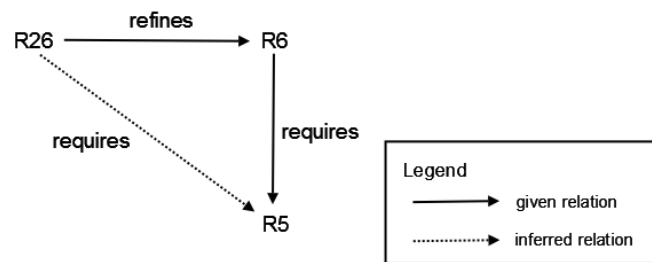 refines
R26
R6
requires
requires
R5
Legend
given relation
inferred relation